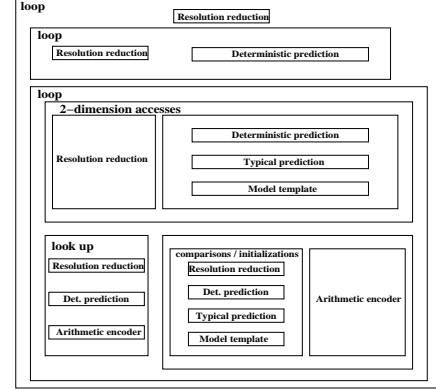 loop
Resolution reduction
loop
Resolution reduction
Deterministic prediction
loop
2−dimension accesses
Resolution reduction
Deterministic prediction
Typical prediction
Model template
look up
Resolution reduction
Det. prediction
Arithmetic encoder
comparisons / initializations
Resolution reduction
Det. prediction
Typical prediction
Model template
Arithmetic encoder